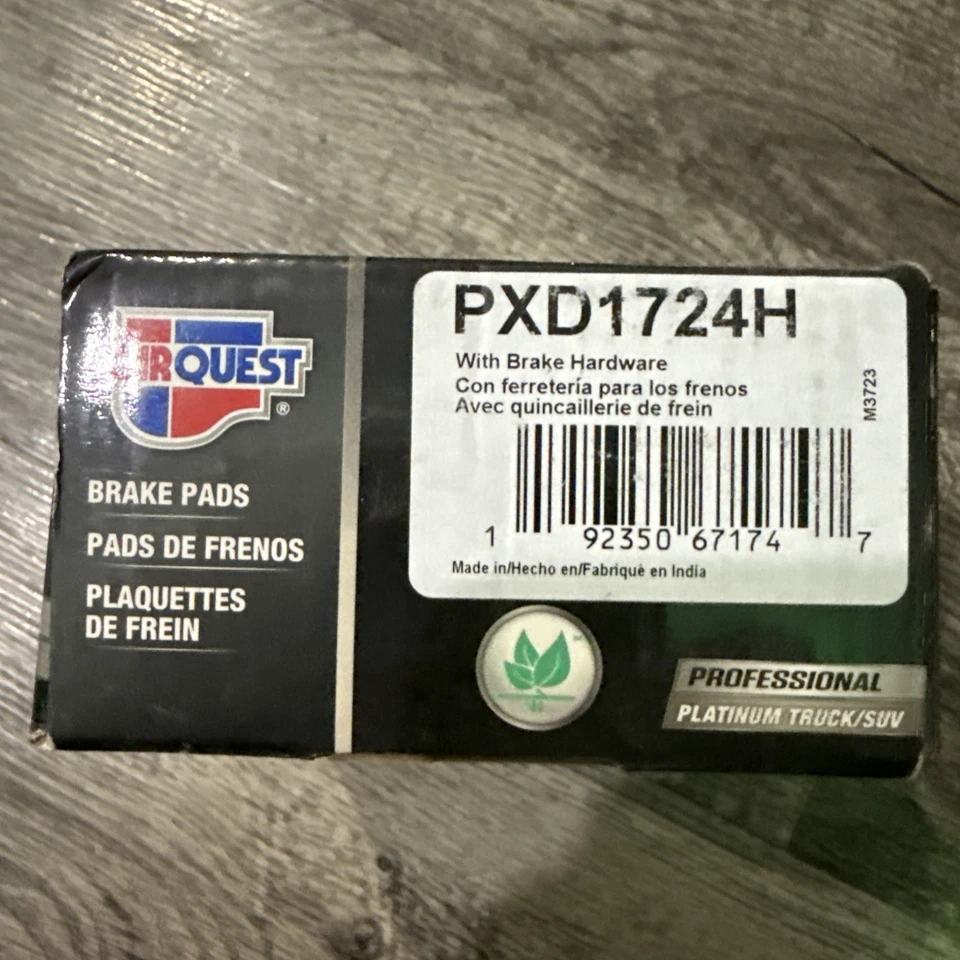 CARQUEST
®
BRAKE PADS
PADS DE FRENOS
PLAQUETTES
DE FREIN
PXD1724H
With Brake Hardware
Con ferretería para los frenos
Avec quincaillerie de frein
M3723
1 92350 67174 7
Made in/Hecho en/Fabriqué en India
PROFESSIONAL
PLATINUM TRUCK/SUV